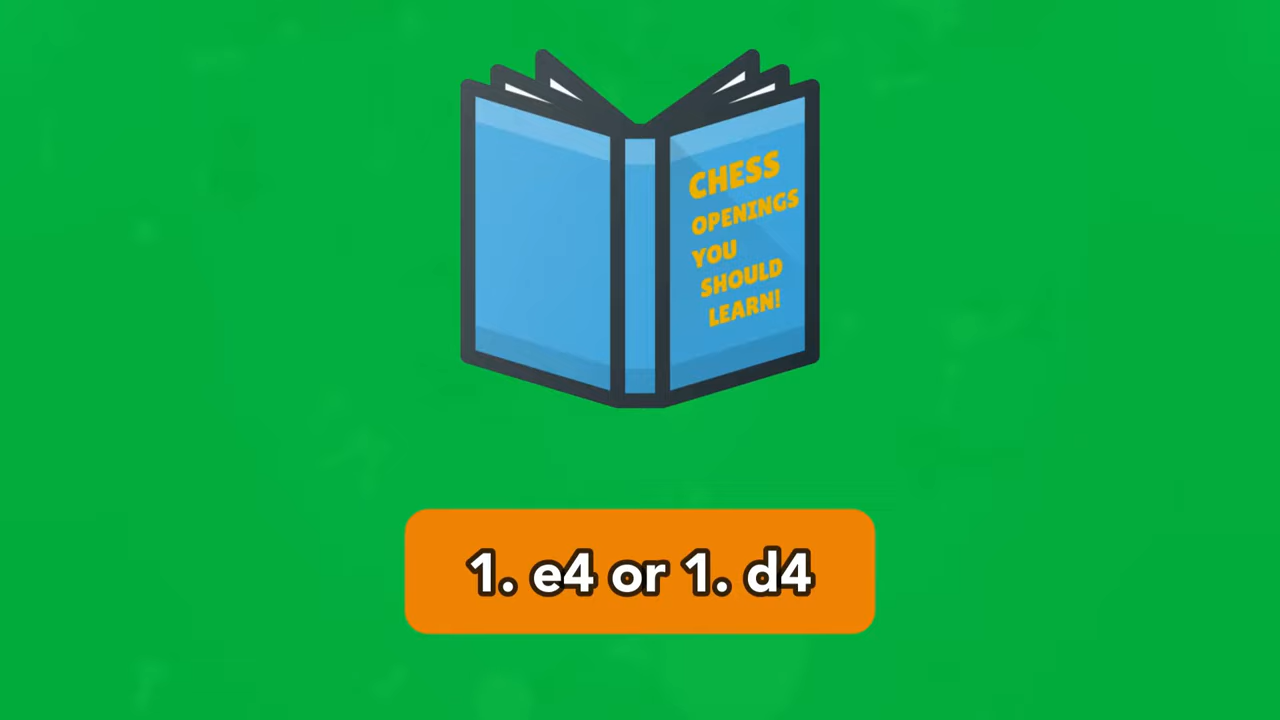 CHESS
OPENINGS
YOU
SHOULD
LEARN!
1. e4 or 1. d4